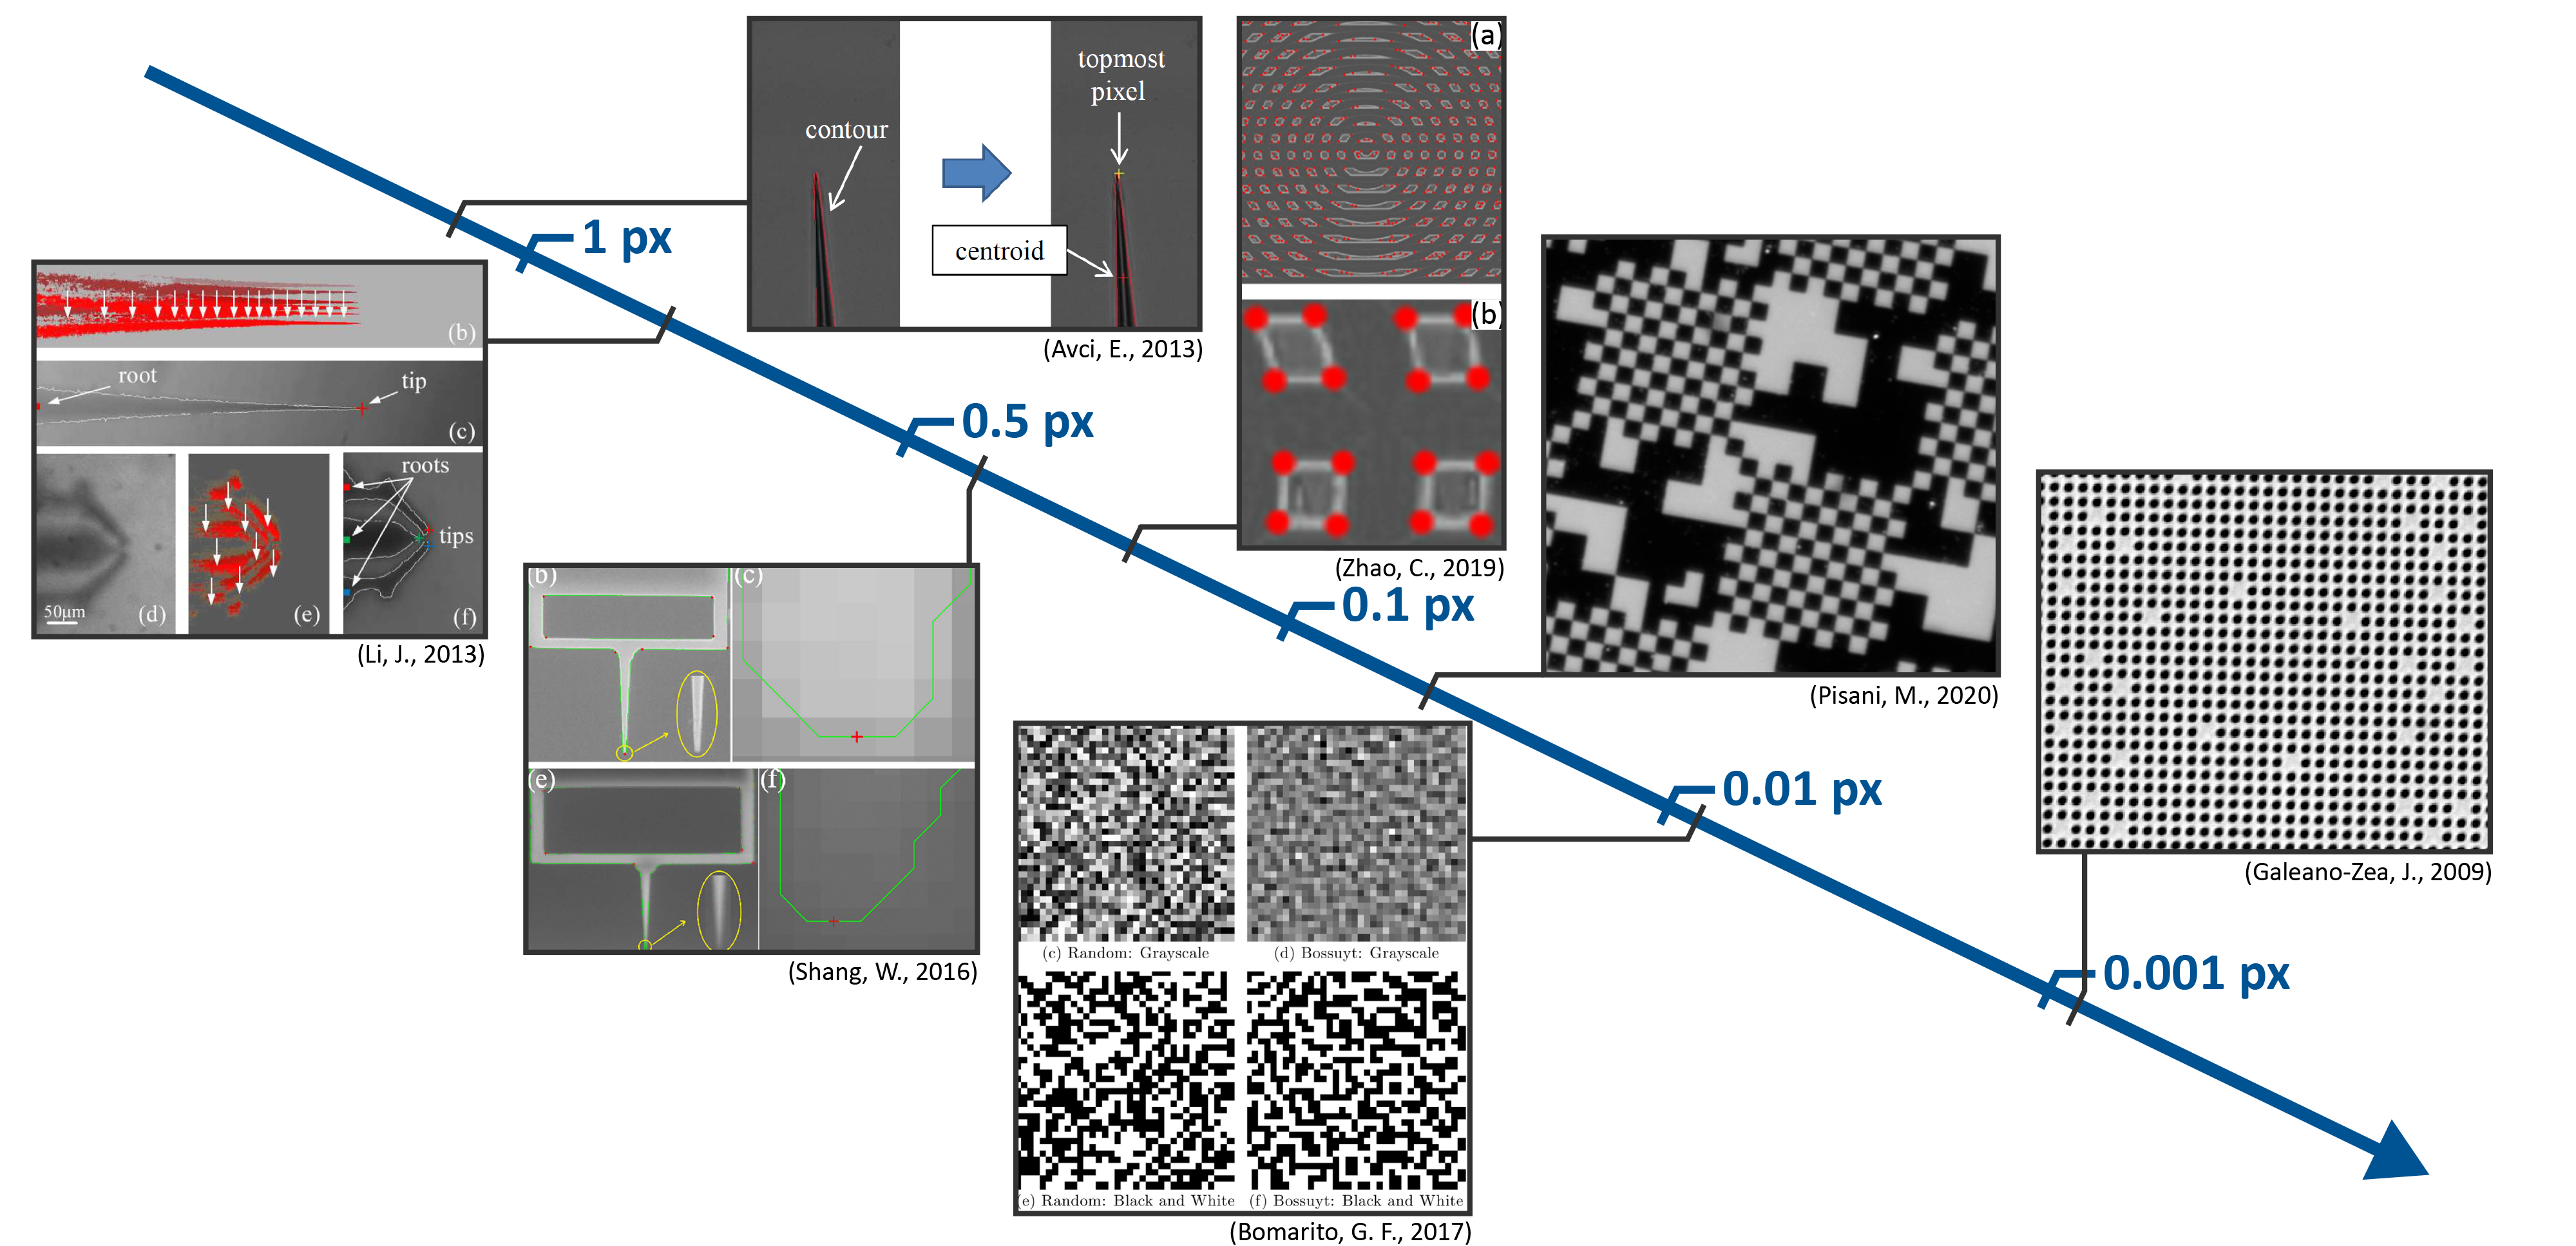 (a)
topmost
pixel
contour
centroid
(Avci, E., 2013)
1 px
(b)
(Zhao, C., 2019)
(b)
root
tip
(c)
roots
tips
50μm
(d)
(e)
(f)
(Li, J., 2013)
0.5 px
(b)
(c)
(e)
(f)
(Shang, W., 2016)
0.1 px
(Pisani, M., 2020)
0.01 px
(c) Random: Grayscale
(d) Bossuyt: Grayscale
(e) Random: Black and White
(f) Bossuyt: Black and White
(Bomarito, G. F., 2017)
(Galeano-Zea, J., 2009)
0.001 px